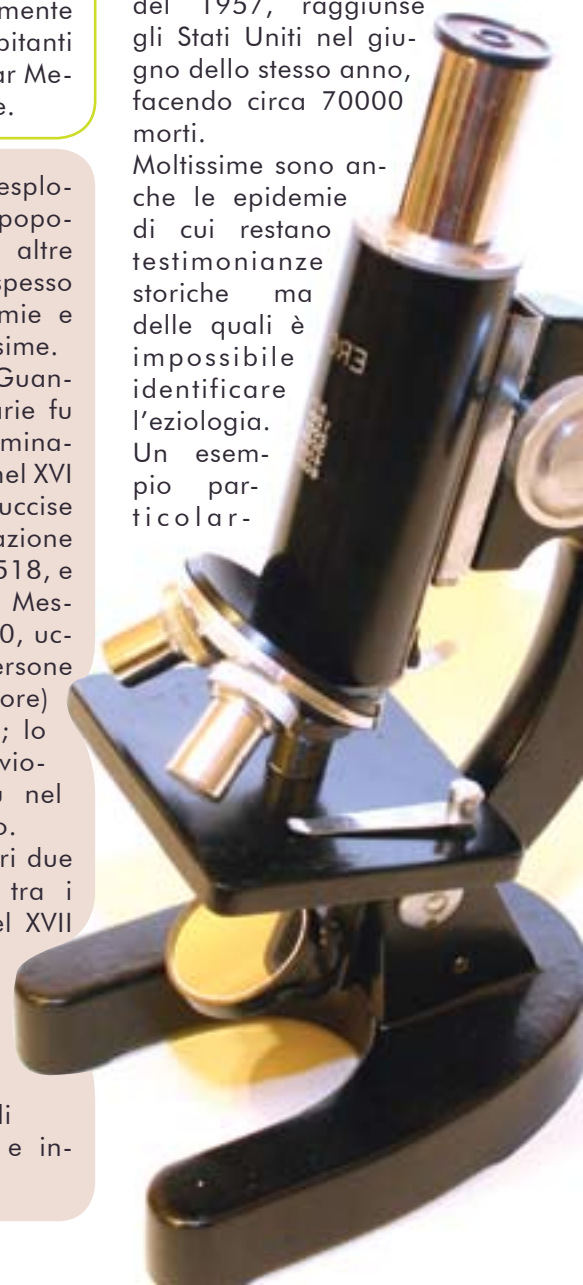 mente
bitanti
ar Me-
e.
esplo-
popo-
altre
spesso
mie e
sime.
Guan-
arie fu
mina-
nel XVI
uccise
azione
518, e
Mes-
0, uc-
ersone
ore)
; lo
vio-
nel
o.
ri due
tra i
el XVII
li
e in-
del 1957, raggiunse
gli Stati Uniti nel giu-
gno dello stesso anno,
facendo circa 70000
morti.
Moltissime sono an-
che le epidemie
di cui restano
testimonianze
storiche ma
delle quali è
impossibile
identificare
l'eziologia.
Un esem-
pio par-
ticolar-